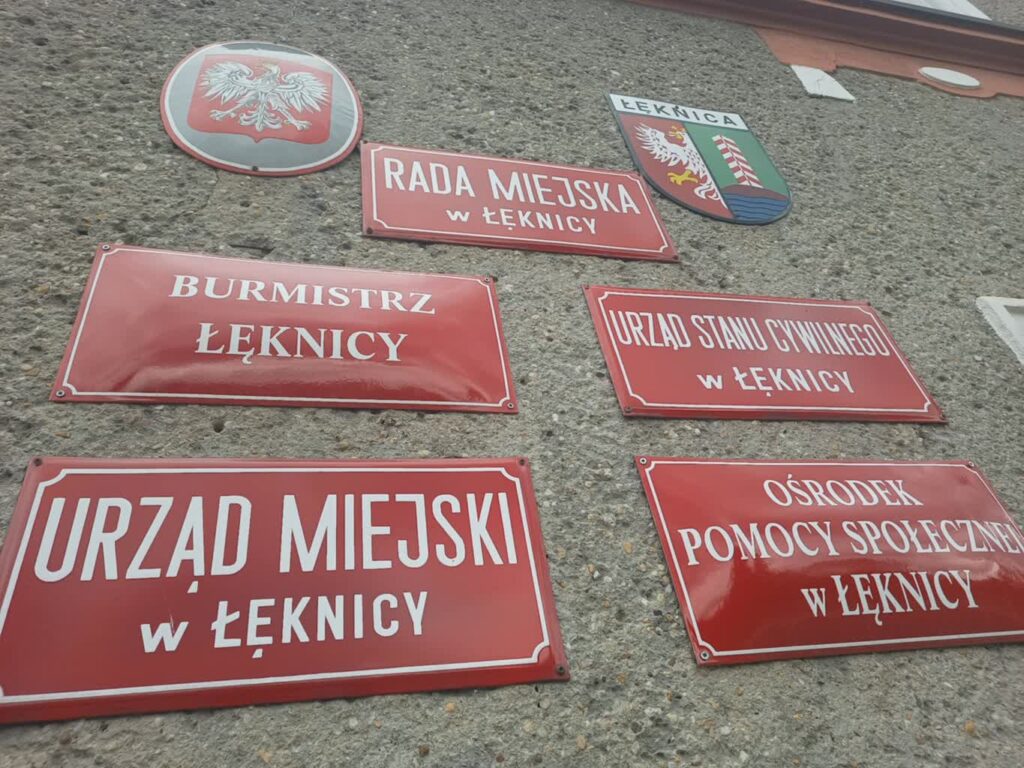 ŁĘKNICA
RADA MIEJSKA
w ŁĘKNICY
BURMISTRZ
ŁĘKNICY
URZĄD STANU CYWILNEGO
w ŁĘKNICY
URZĄD MIEJSKI
w ŁĘKNICY
OŚRODEK
POMOCY SPOŁECZNEJ
w ŁĘKNICY